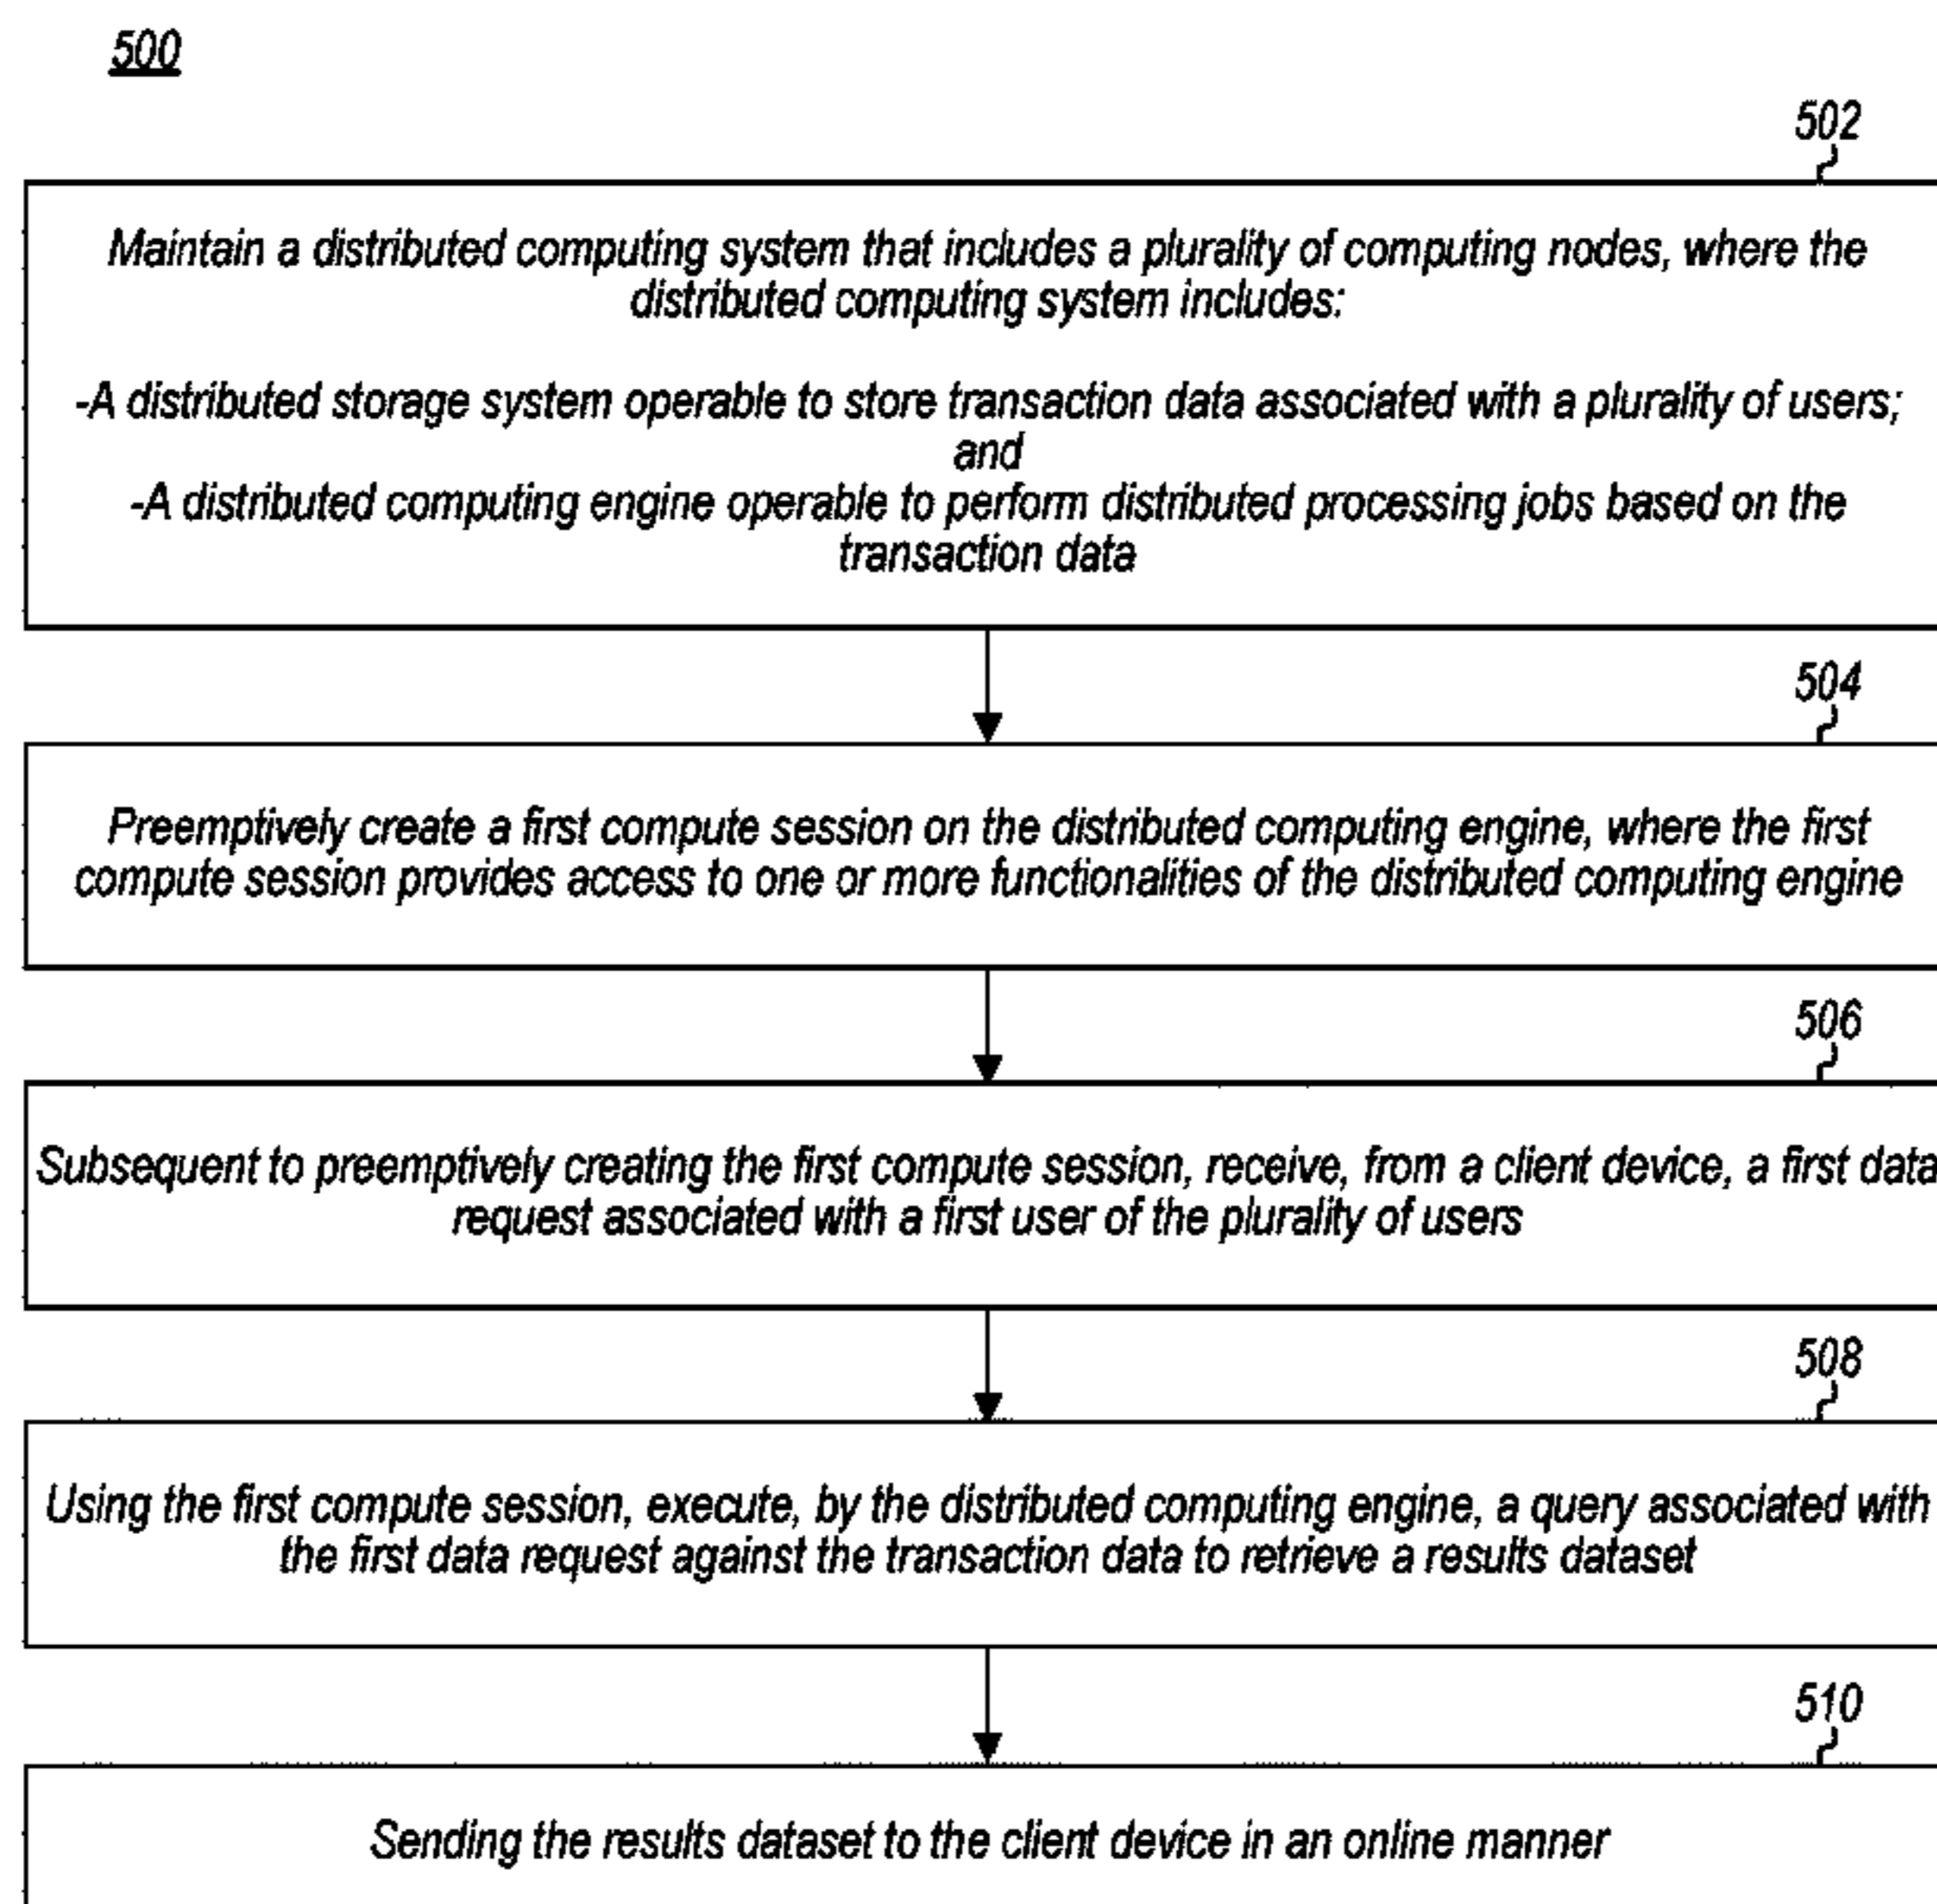 500
502
Maintain a distributed computing system that includes a plurality of computing nodes, where the
distributed computing system includes:
-A distributed storage system operable to store transaction data associated with a plurality of users;
and
-A distributed computing engine operable to perform distributed processing jobs based on the
transaction data
504
Preemptively create a first compute session on the distributed computing engine, where the first
compute session provides access to one or more functionalities of the distributed computing engine
506
Subsequent to preemptively creating the first compute session, receive, from a client device, a first data
request associated with a first user of the plurality of users
508
Using the first compute session, execute, by the distributed computing engine, a query associated with
the first data request against the transaction data to retrieve a results dataset
510
Sending the results dataset to the client device in an online manner